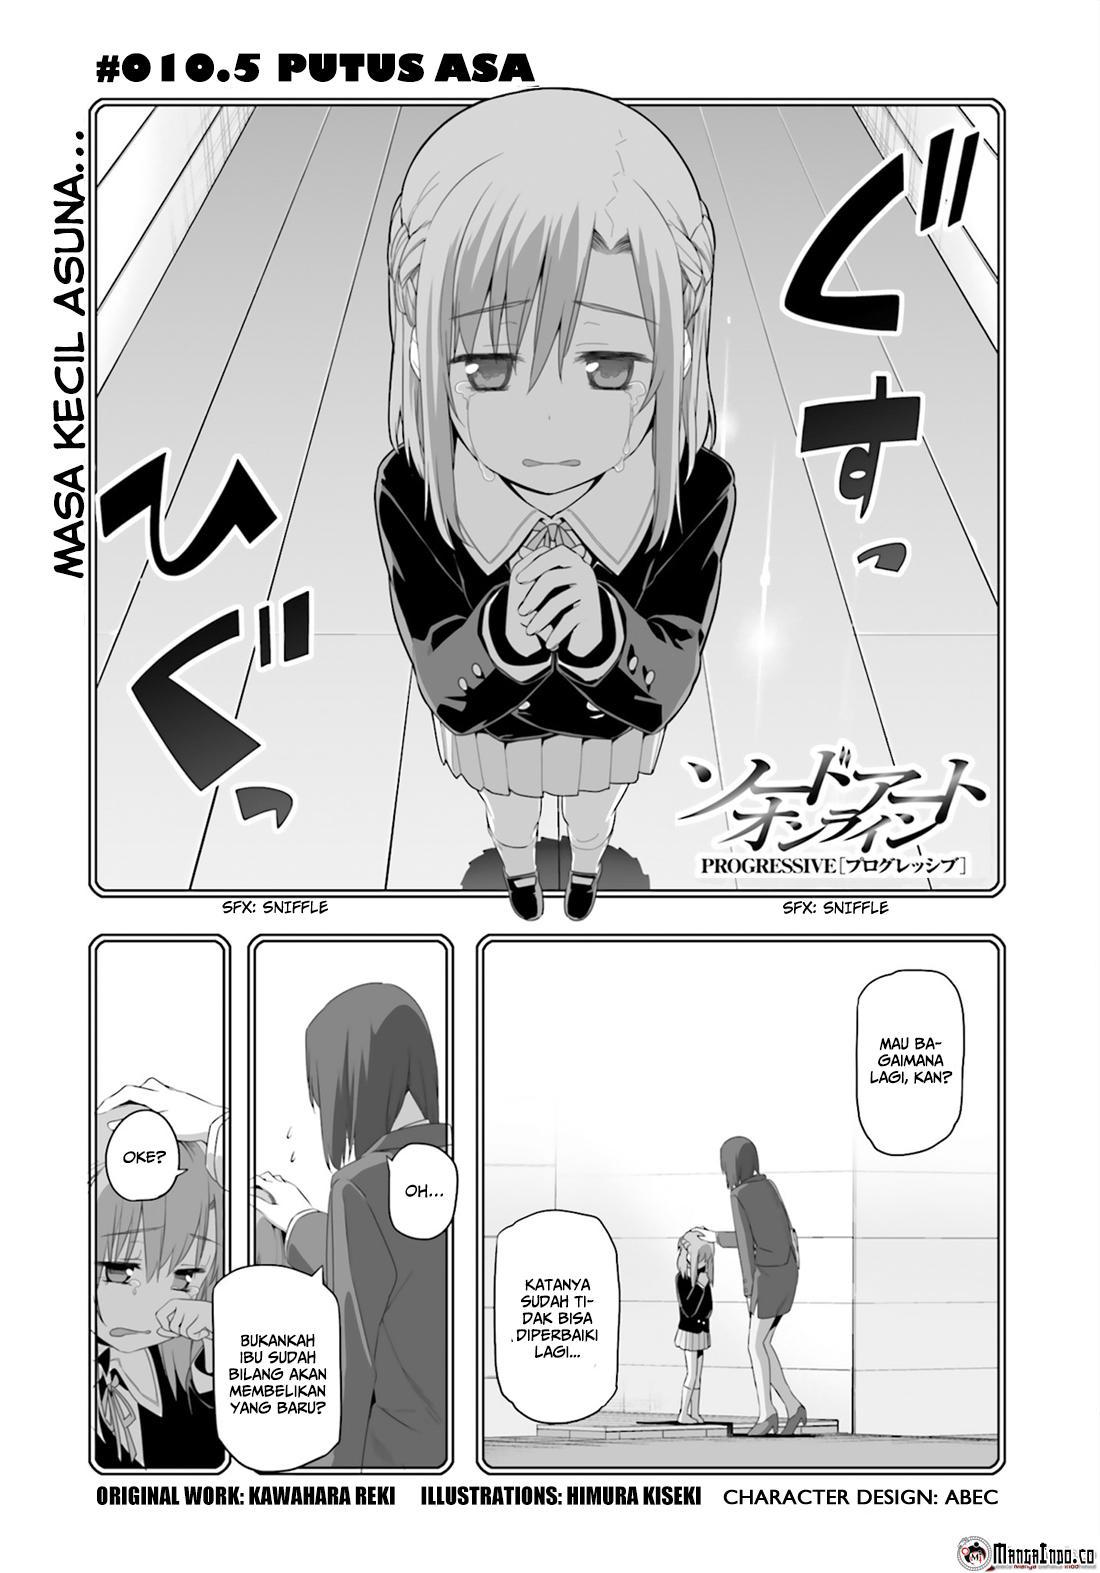 #010.5 PUTUS ASA
MASA KECIL ASUNA...
ぐすっ
ひぐっ
ソードアート
オンライン
PROGRESSIVE［プログレッシブ］
SFX: SNIFFLE
SFX: SNIFFLE
MAU BA-
GAIMANA
LAGI, KAN?
KATANYA
SUDAH TI-
DAK BISA
DIPERBAIKI
LAGI...
OH...
BUKANKAH
IBU SUDAH
BILANG AKAN
MEMBELIKAN
YANG BARU?
OKE?
ORIGINAL WORK: KAWAHARA REKI ILLUSTRATIONS: HIMURA KISEKI CHARACTER DESIGN: ABEC
MangaIndo.co